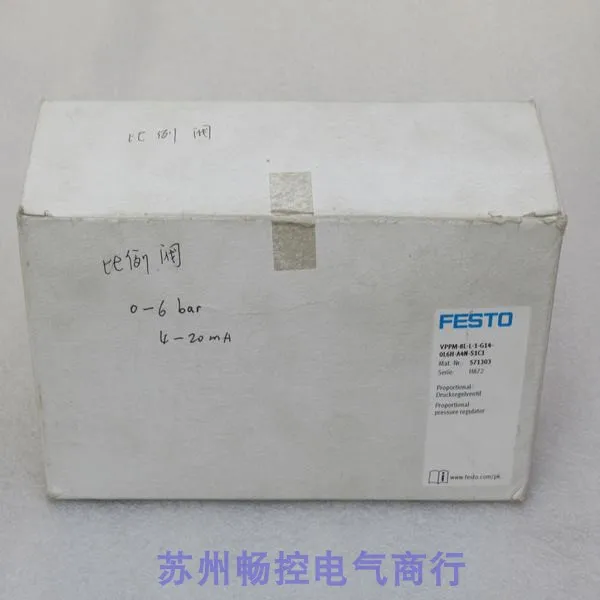 比例阀
比例阀
0-6 bar
4-20mA
FESTO
VPPM-8L-L-1-G14-
0L6H-A4N-S1C1
Mat. Nr.: 571303
Serie: HM72
Proportional-
Druckregelventil
Proportional
pressure regulator
i www.festo.com/pk
苏州畅控电气商行